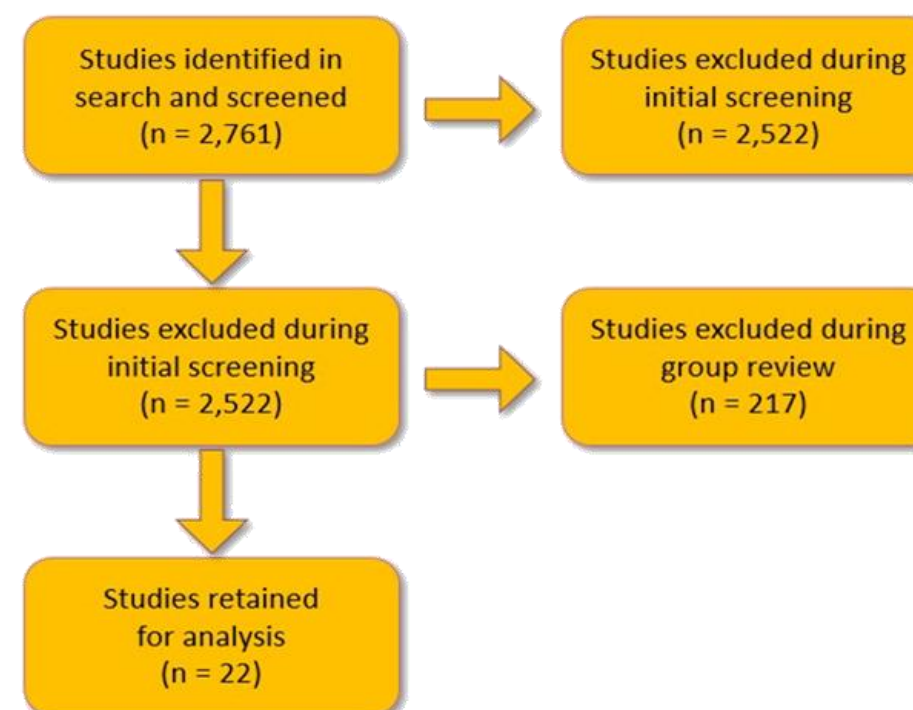 Studies identified in
search and screened
(n = 2,761)
Studies excluded during
initial screening
(n = 2,522)
Studies excluded during
initial screening
(n = 2,522)
Studies excluded during
group review
(n = 217)
Studies retained
for analysis
(n = 22)